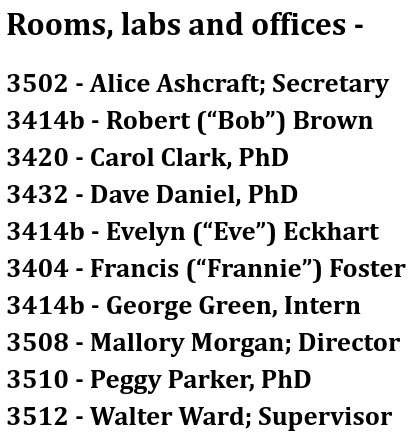 Rooms, labs and offices -
3502 - Alice Ashcraft; Secretary
3414b - Robert (“Bob”) Brown
3420 - Carol Clark, PhD
3432 - Dave Daniel, PhD
3414b - Evelyn (“Eve”) Eckhart
3404 - Francis (“Frannie”) Foster
3414b - George Green, Intern
3508 - Mallory Morgan; Director
3510 - Peggy Parker, PhD
3512 - Walter Ward; Supervisor